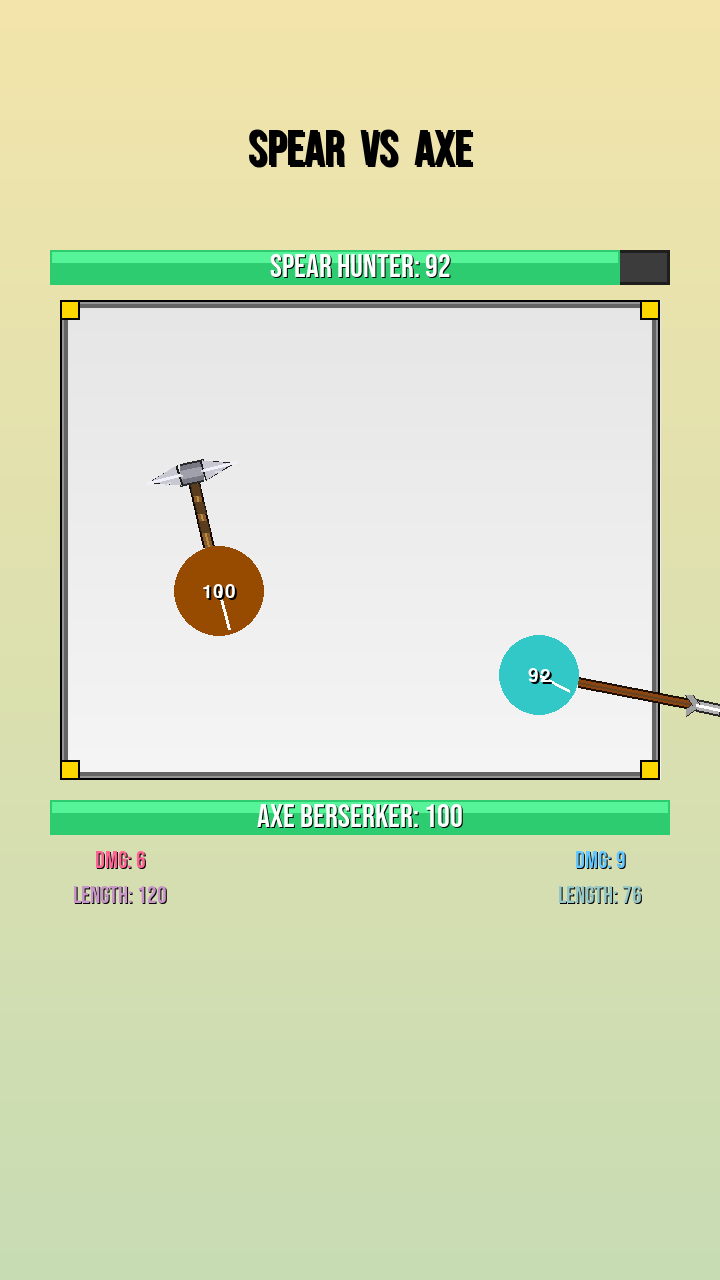 SPEAR VS AXE
SPEAR HUNTER: 92
100
92
AXE BERSERKER: 100
DMG: 6
DMG: 9
LENGTH: 120
LENGTH: 76